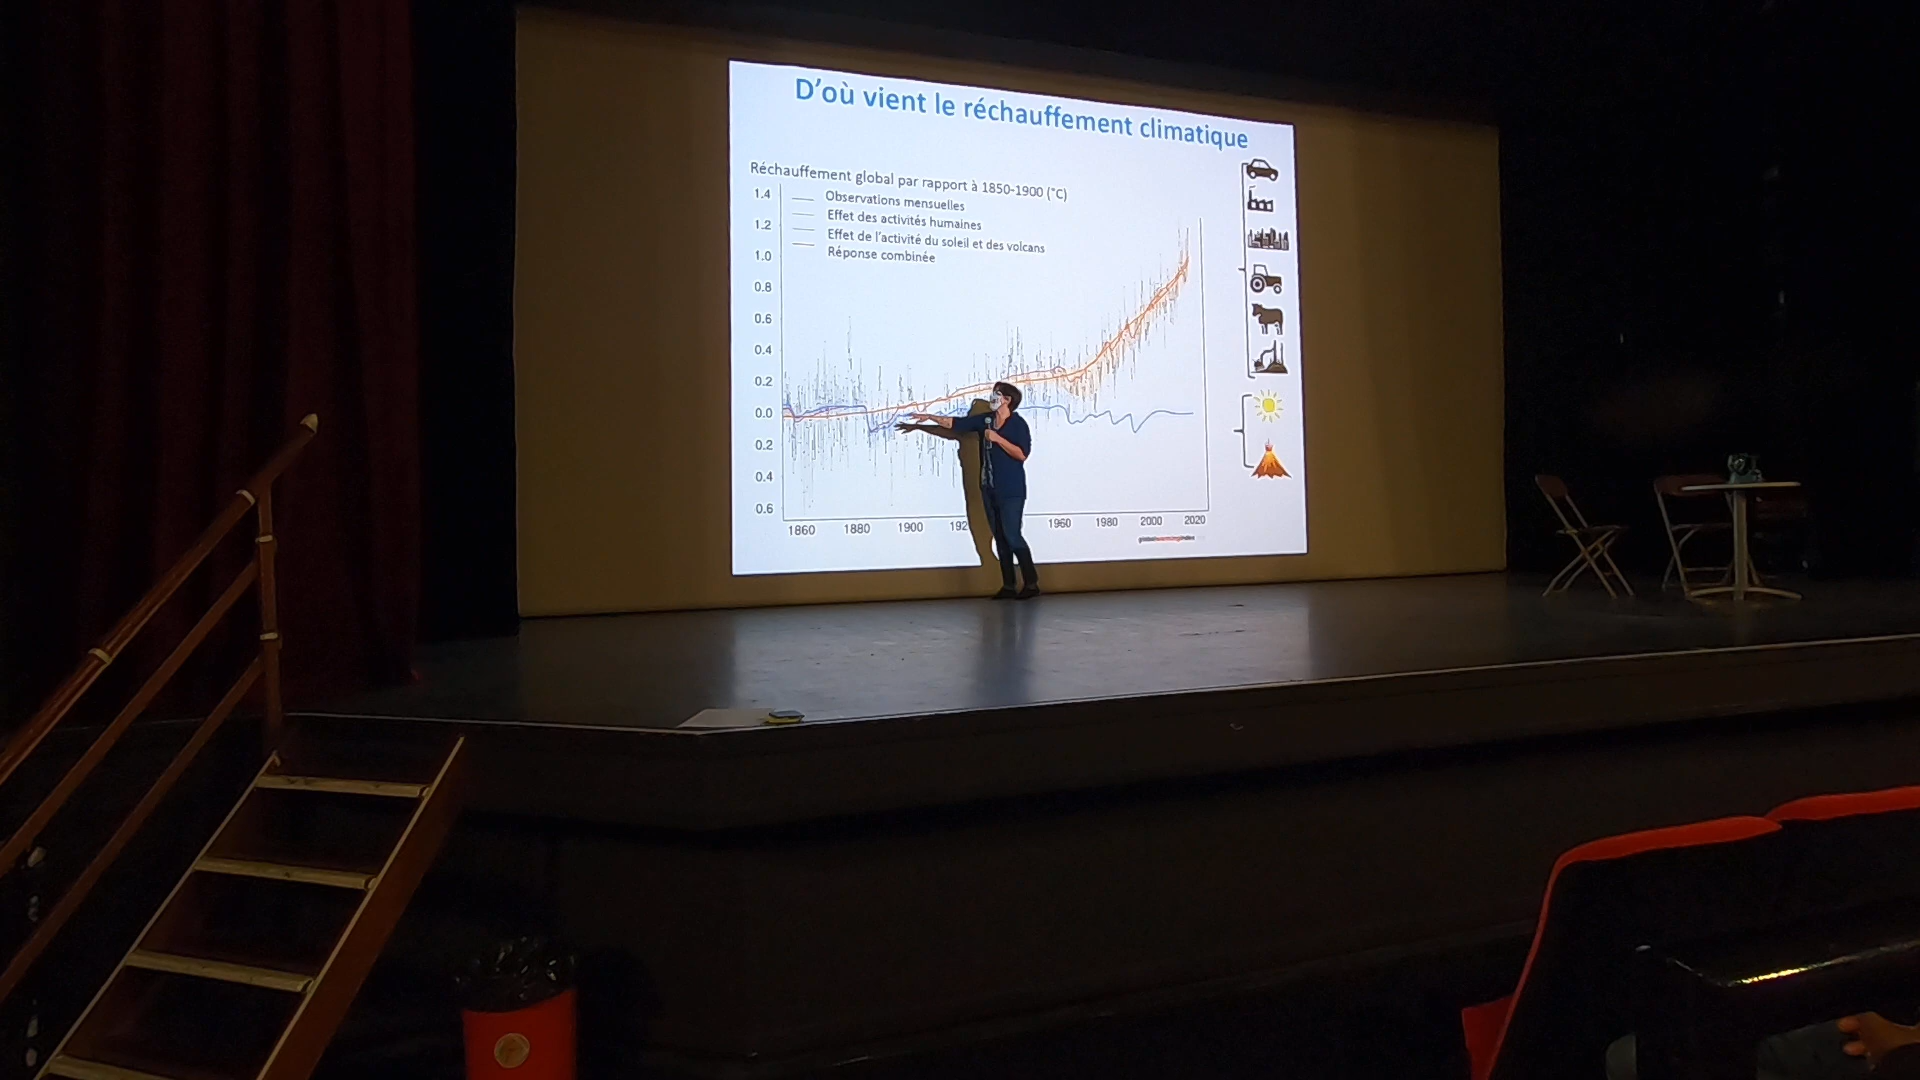 D'où vient le réchauffement climatique
Réchauffement global par rapport à 1850-1900 (°C)
Observations mensuelles
Effet des activités humaines
Effet de l'activité du soleil et des volcans
Réponse combinée
1.4
1.2
1.0
0.8
0.6
0.4
0.2
0.0
0.2
0.4
0.6
1860 1880 1900 192 1960 1980 2000 2020